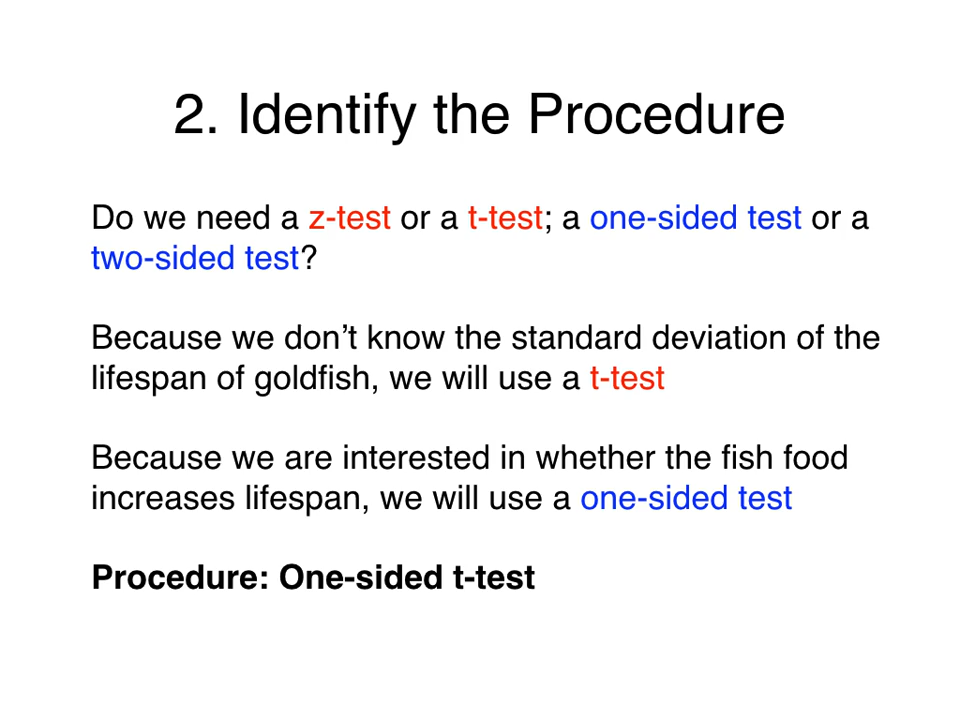 2. Identify the Procedure
Do we need a z-test or a t-test; a one-sided test or a
two-sided test?
Because we don’t know the standard deviation of the
lifespan of goldfish, we will use a t-test
Because we are interested in whether the fish food
increases lifespan, we will use a one-sided test
Procedure: One-sided t-test